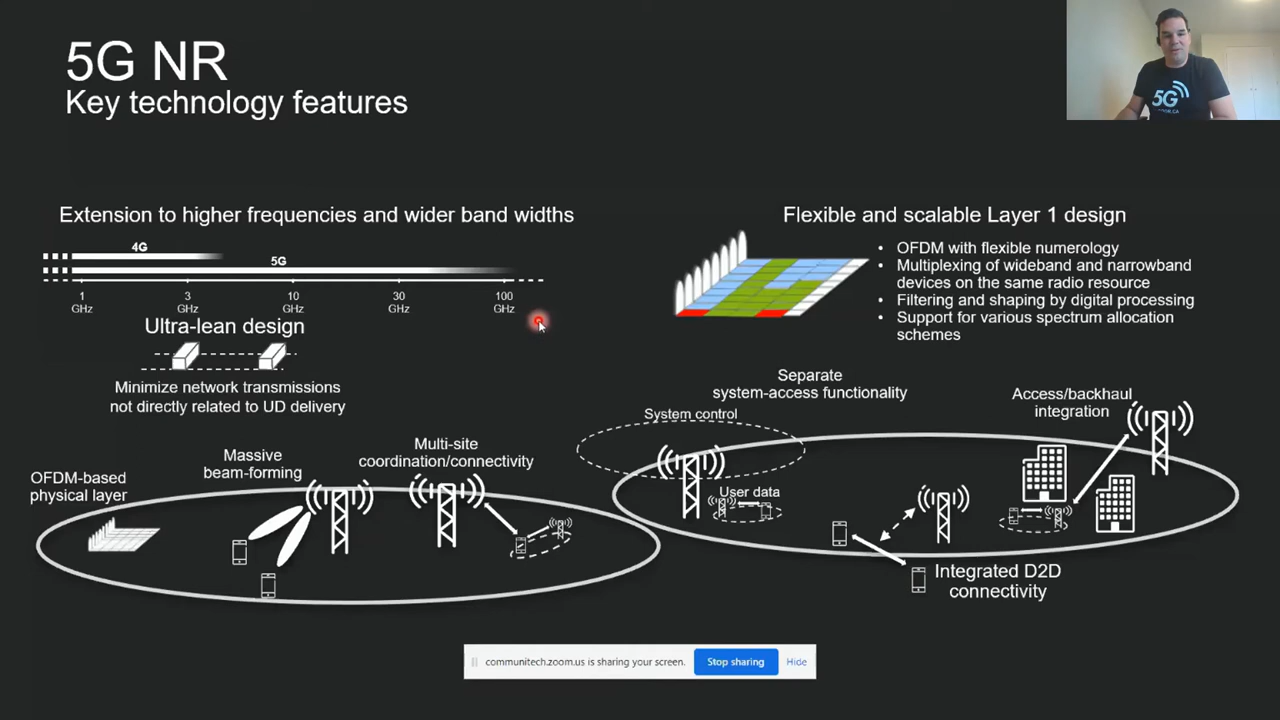 5G NR
Key technology features
5G
Extension to higher frequencies and wider band widths
4G
5G
1 GHz
3 GHz
10 GHz
30 GHz
100 GHz
Ultra-lean design
Minimize network transmissions
not directly related to UD delivery
Flexible and scalable Layer 1 design
• OFDM with flexible numerology
• Multiplexing of wideband and narrowband
devices on the same radio resource
• Filtering and shaping by digital processing
• Support for various spectrum allocation
schemes
OFDM-based
physical layer
Massive
beam-forming
Multi-site
coordination/connectivity
Separate
system-access functionality
System control
User data
Access/backhaul
integration
Integrated D2D
connectivity
communitech.zoom.us is sharing your screen.
Stop sharing
Hide